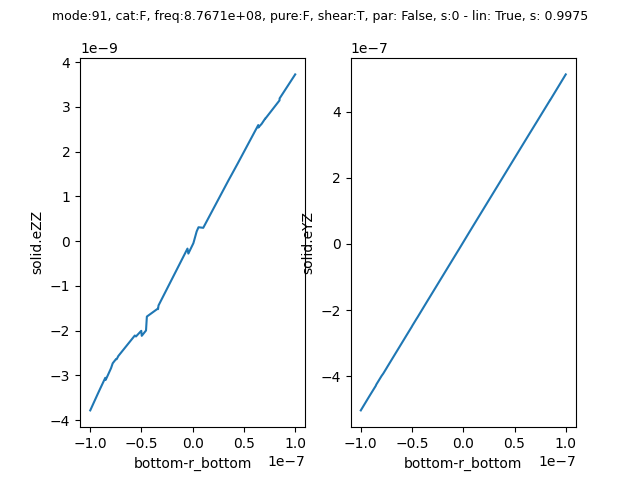 mode:91, cat:F, freq:8.7671e+08, pure:F, shear:T, par: False, s:0 - lin: True, s: 0.9975
1e−9
4
3
2
1
0
−1
−2
−3
−4
solid.eZZ
−1.0 −0.5 0.0 0.5 1.0
bottom-r_bottom 1e−7
1e−7
4
2
0
−2
−4
solid.eYZ
−1.0 −0.5 0.0 0.5 1.0
bottom-r_bottom 1e−7